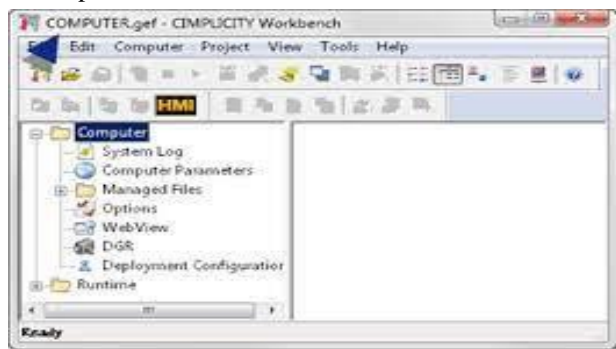 COMPUTER.gef - CIMPLICITY Workbench
Edit Computer Project View Tools Help
HMI
Computer
System Log
Computer Parameters
Managed Files
Options
WebView
DGR
Deployment Configuration
Runtime
Ready